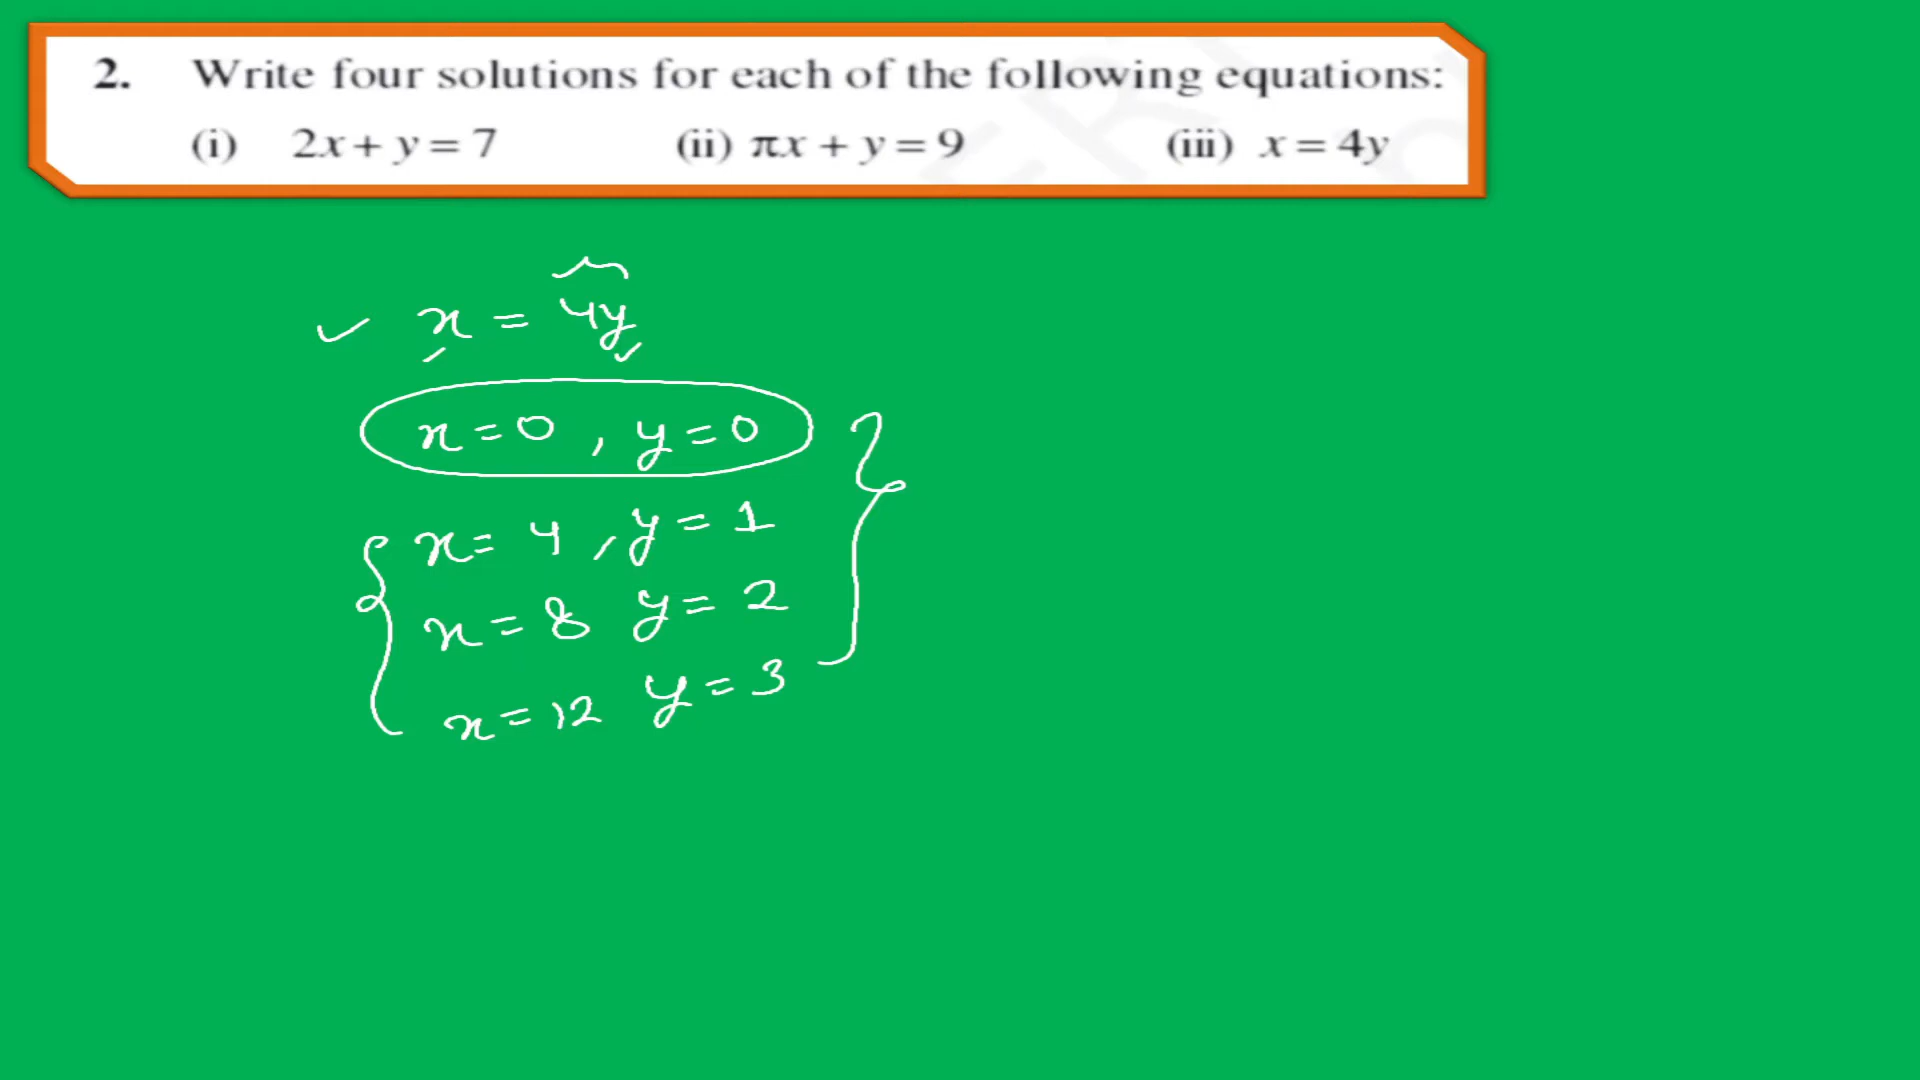 2. Write four solutions for each of the following equations:
(i) 2x + y = 7 (ii) πx + y = 9 (iii) x = 4y
x = 4y
x = 0 , y = 0
x = 4 , y = 1
x = 8 y = 2
x = 12 y = 3